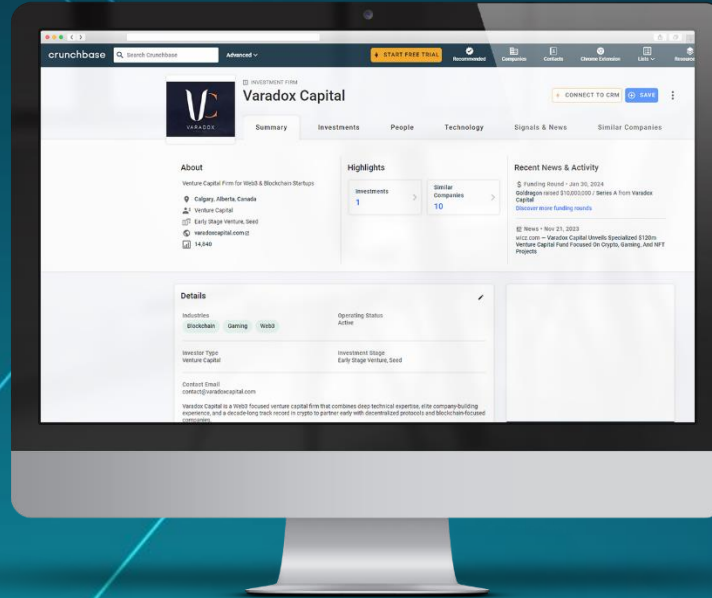 crunchbase
Search Crunchbase
Advanced
START FREE TRIAL
Recommended
Companies
Contacts
Chrome Extension
Lists
VC
VARADOX
INVESTMENT FIRM
Varadox Capital
CONNECT TO CRM
SAVE
Summary
Investments
People
Technology
Signals & News
Similar Companies
About
Venture Capital Firm for Web3 & Blockchain Startups
Calgary, Alberta, Canada
Venture Capital
Early Stage Venture, Seed
varadoxcapital.com
14,640
Highlights
Investments
1
Similar
Companies
10
Recent News & Activity
Funding Round • Jan 30, 2024
Goldregon raised $10,000,000 / Series A from Varadox
Capital
Discover more funding rounds
News • Nov 21, 2023
wicz.com — Varadox Capital Unveils Specialized $120m
Venture Capital Fund Focused On Crypto, Gaming, And NFT
Projects
Details
Industries
Blockchain
Gaming
Web3
Operating Status
Active
Investor Type
Venture Capital
Investment Stage
Early Stage Venture, Seed
Contact Email
contact@varadoxcapital.com
Varadox Capital is a Web3 focused venture capital firm that combines deep technical expertise, elite company-building
experience, and a decade-long track record in crypto to partner early with decentralized protocols and blockchain-focused
companies.